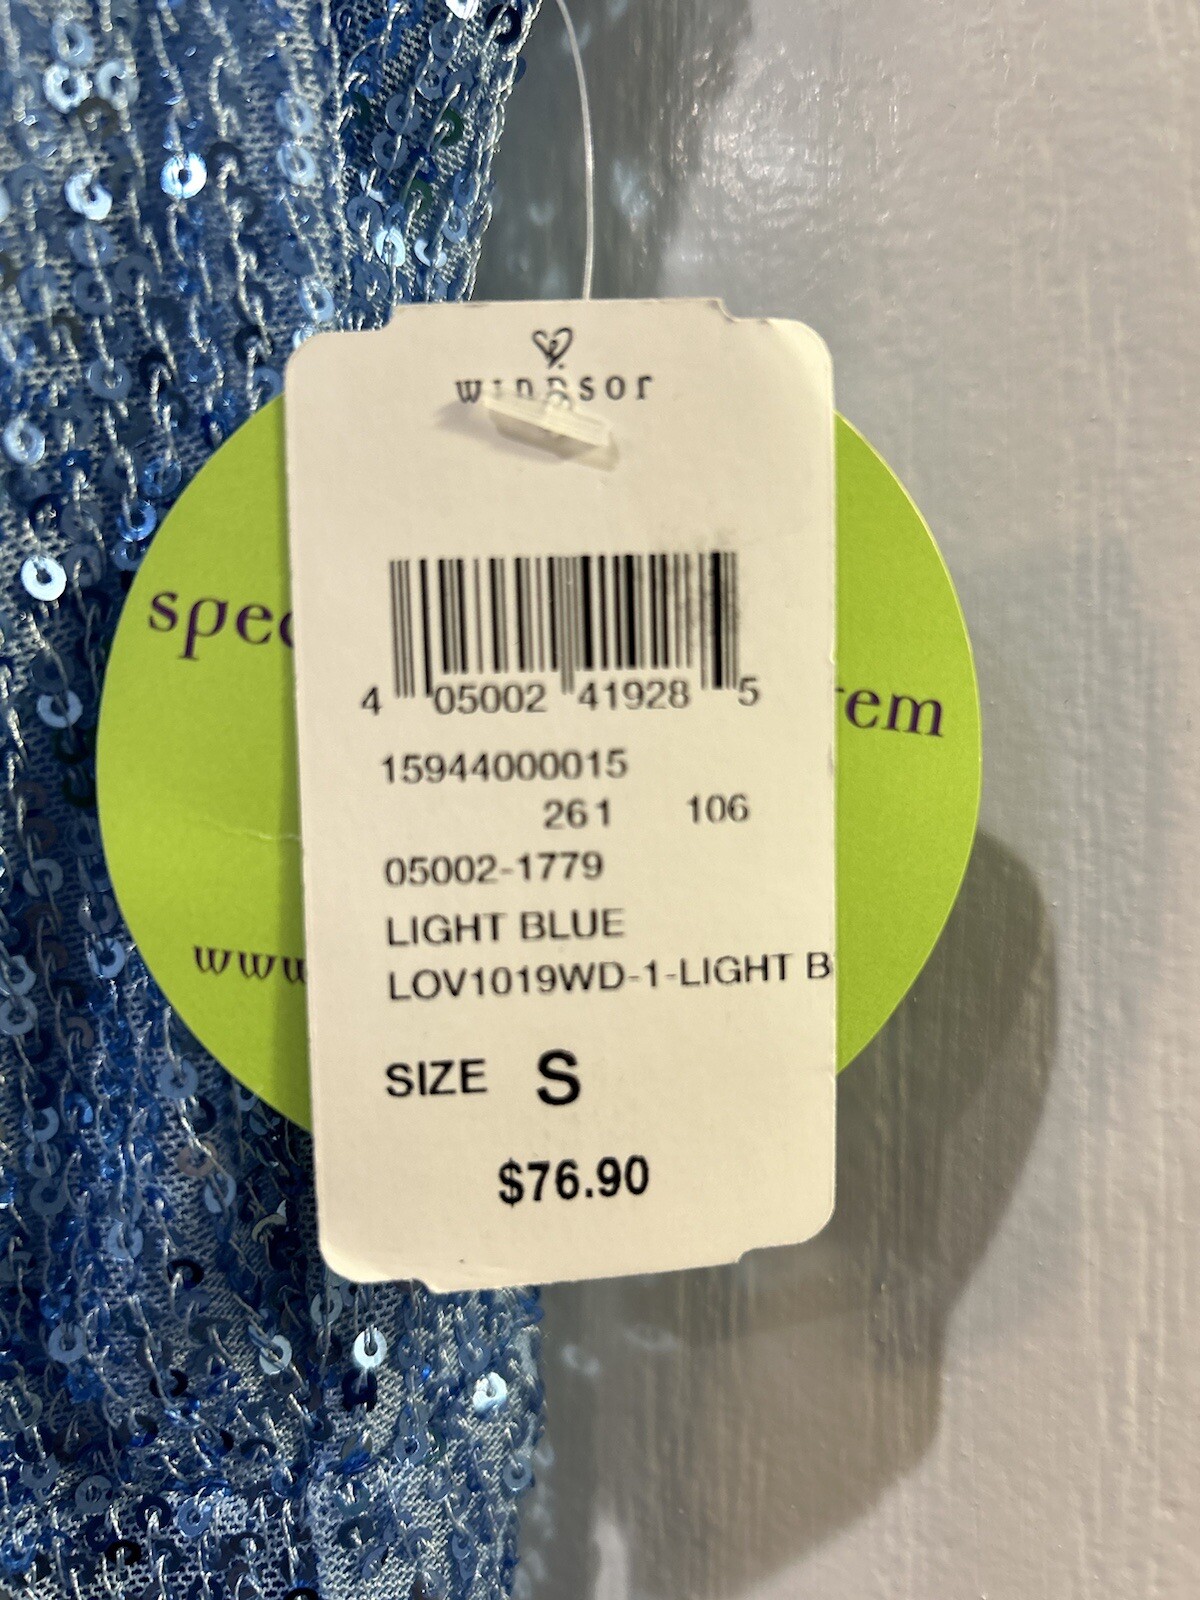 windsor
4 05002 41928 5
15944000015
261 106
05002-1779
LIGHT BLUE
LOV1019WD-1-LIGHT B
SIZE S
$76.90
spec
rem
www